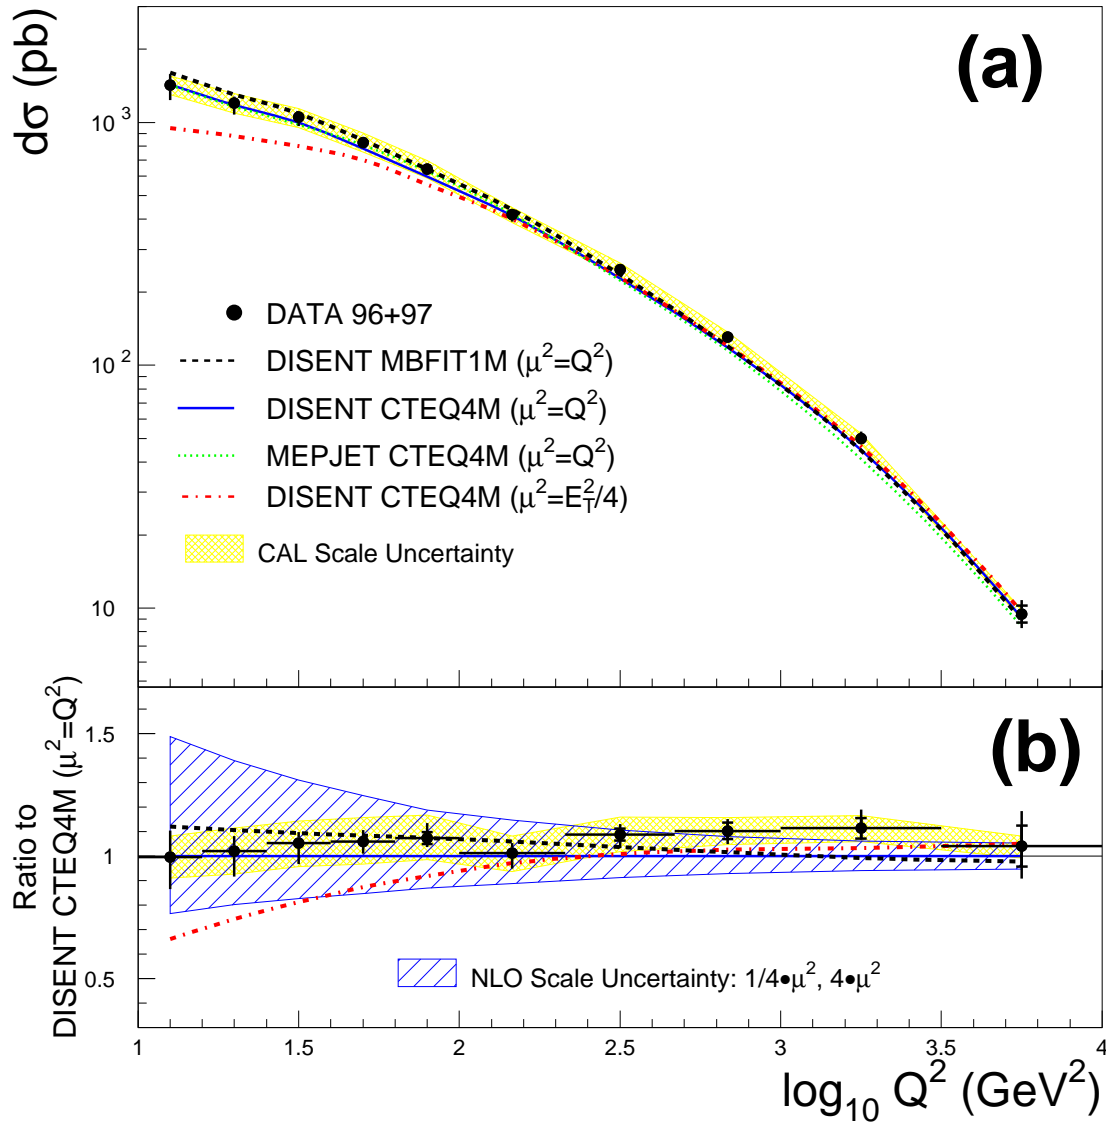 dσ (pb)
(a)
10³
10²
10
DATA 96+97
DISENT MBFIT1M (μ²=Q²)
DISENT CTEQ4M (μ²=Q²)
MEPJET CTEQ4M (μ²=Q²)
DISENT CTEQ4M (μ²=E_T²/4)
CAL Scale Uncertainty
Ratio to
DISENT CTEQ4M (μ²=Q²)
(b)
1.5
1
0.5
NLO Scale Uncertainty: 1/4•μ², 4•μ²
1 1.5 2 2.5 3 3.5 4
log₁₀ Q² (GeV²)